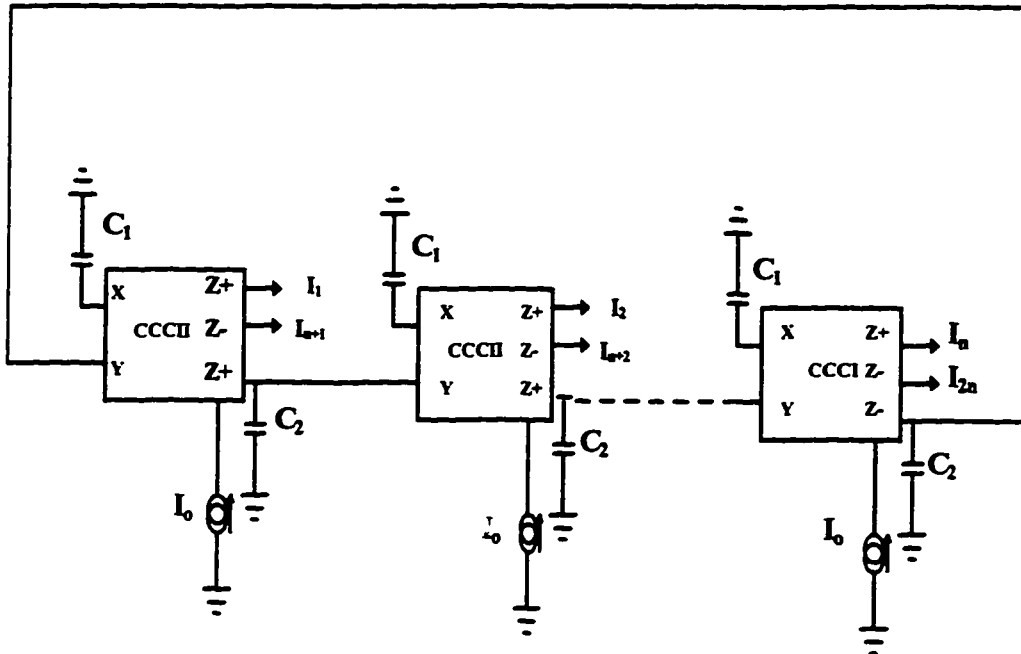 C1
X
Z+
I1
CCCII
Z-
In+1
Y
Z+
C2
Io
C1
X
Z+
I2
CCCII
Z-
In+2
Y
Z+
C2
Io
C1
X
Z+
In
CCCI
Z-
I2n
Y
Z-
C2
Io